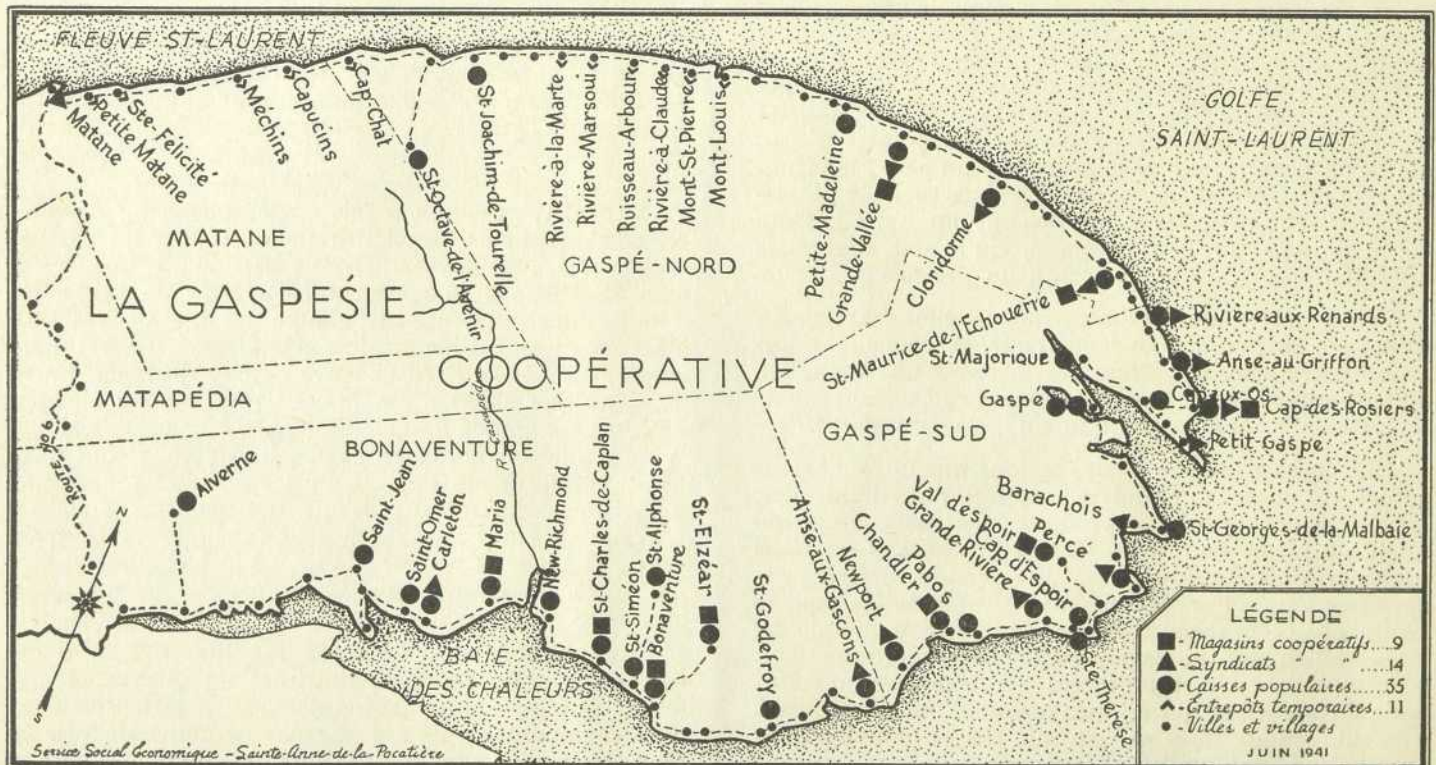 FLEUVE ST-LAURENT
GOLFE
SAINT-LAURENT
Matane
Petite Matane
Ste-Félicité
Méchins
Capucins
Cap-Chat
St-Octave-de-l'Avenir
St Joachim-de-Tourelle
Rivière-à-la-Marte
Rivière-Marsoui
Ruisseau-Arbour
Rivière-à-Claude
Mont-St-Pierre
Mont-Louis
Petite-Madeleine
Grande-Vallée
Cloridorme
St-Maurice-de-l'Echouerre
Rivière aux Renards
Anse-au-Griffon
Cap aux-Os
Cap-des-Rosiers
Petit Gaspé
St Majorique
Gaspé
MATANE
GASPÉ-NORD
LA GASPÉSIE
COOPÉRATIVE
MATAPÉDIA
BONAVENTURE
GASPÉ-SUD
Route No 6
R. Cascapédia
Alverne
Saint-Jean
Saint-Omer
Carleton
Maria
New-Richmond
St-Charles-de-Caplan
St-Siméon
St-Alphonse
Bonaventure
St-Elzéar
St-Godefroy
Anse-aux-Gascons
Newport
Chandler
Pabos
Grande-Rivière
Cap d'Espoir
Val d'espoir
Percé
Barachois
St-Georges-de-la-Malbaie
Ste-Thérèse
BAIE
DES CHALEURS
N
S
LÉGENDE
- Magasins coopératifs....9
- Syndicats " " .....14
- Caisses populaires......35
- Entrepôts temporaires...11
- Villes et villages
JUIN 1941
Service Social Économique - Sainte-Anne-de-la-Pocatière